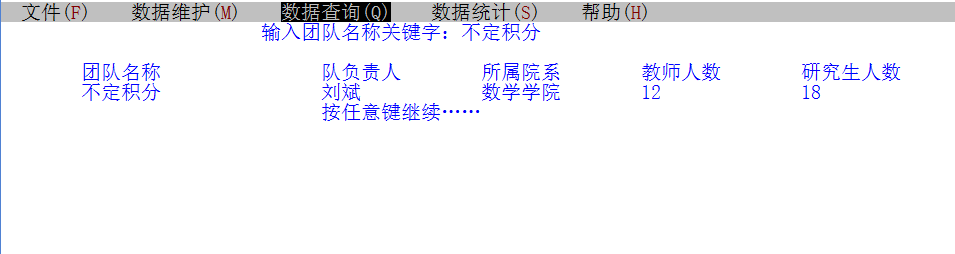 文件(F) 数据维护(M) 数据查询(Q) 数据统计(S) 帮助(H)
输入团队名称关键字：不定积分
团队名称 队负责人 所属院系 教师人数 研究生人数
不定积分 刘斌 数学学院 12 18
按任意键继续……